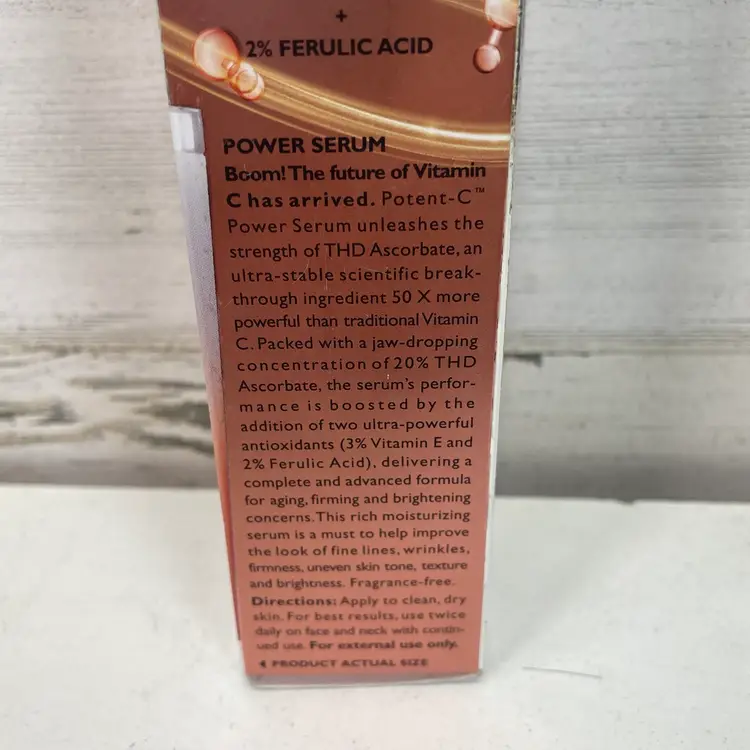 +
2% FERULIC ACID
POWER SERUM
Boom! The future of Vitamin
C has arrived. Potent-C™
Power Serum unleashes the
strength of THD Ascorbate, an
ultra-stable scientific break-
through ingredient 50 X more
powerful than traditional Vitamin
C. Packed with a jaw-dropping
concentration of 20% THD
Ascorbate, the serum's perfor-
mance is boosted by the
addition of two ultra-powerful
antioxidants (3% Vitamin E and
2% Ferulic Acid), delivering a
complete and advanced formula
for aging, firming and brightening
concerns. This rich moisturizing
serum is a must to help improve
the look of fine lines, wrinkles,
firmness, uneven skin tone, texture
and brightness. Fragrance-free.
Directions: Apply to clean, dry
skin. For best results, use twice
daily on face and neck with contin-
ued use. For external use only.
PRODUCT ACTUAL SIZE